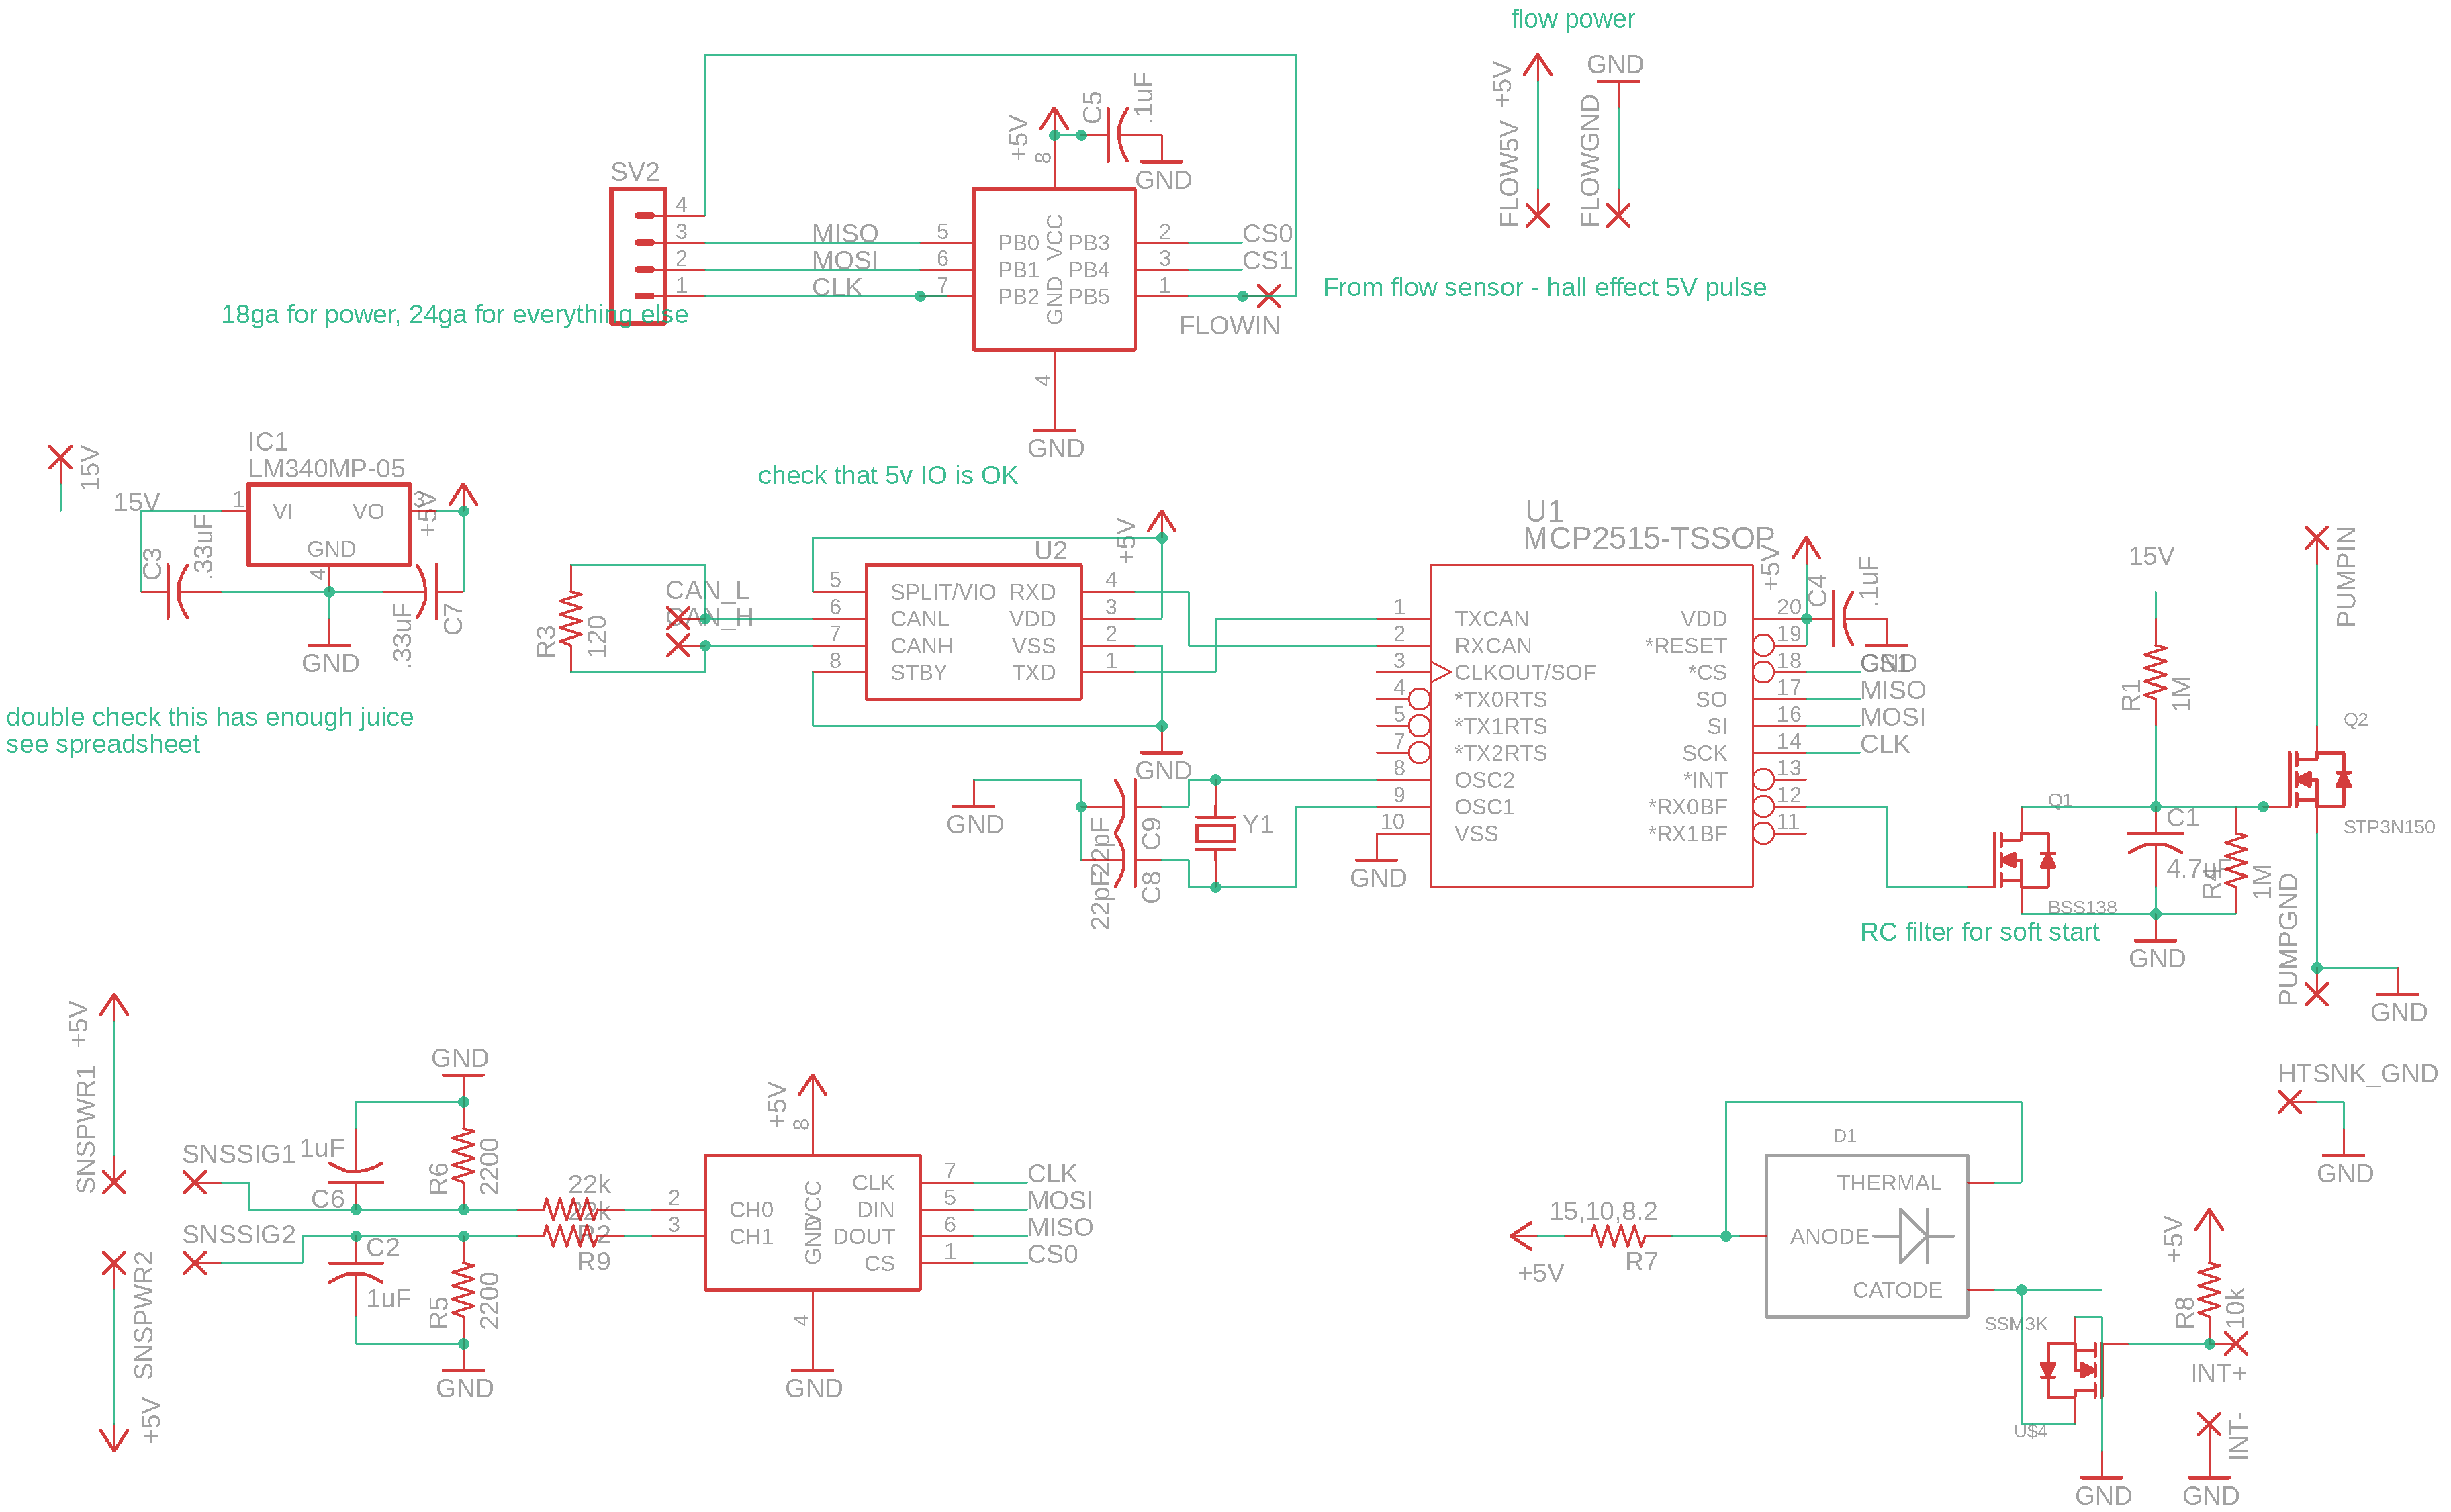 flow power
+5V
GND
FLOW5V
FLOWGND
C5
.1uF
+5V
8
GND
SV2
4
3
2
1
MISO
MOSI
CLK
5
6
7
PB0
PB1
PB2
VCC
GND
PB3
PB4
PB5
2
3
1
CS0
CS1
FLOWIN
From flow sensor - hall effect 5V pulse
18ga for power, 24ga for everything else
4
GND
15V
15V
IC1
LM340MP-05
1
VI
VO
3
GND
4
+5V
C3
.33uF
.33uF
C7
GND
double check this has enough juice
see spreadsheet
check that 5v IO is OK
R3
120
CAN_L
CAN_H
U2
+5V
5
6
7
8
SPLIT/VIO
CANL
CANH
STBY
RXD
VDD
VSS
TXD
4
3
2
1
GND
GND
22pF
22pF
C9
C8
Y1
U1
MCP2515-TSSOP
1
2
3
4
5
7
8
9
10
TXCAN
RXCAN
CLKOUT/SOF
*TX0RTS
*TX1RTS
*TX2RTS
OSC2
OSC1
VSS
VDD
*RESET
*CS
SO
SI
SCK
*INT
*RX0BF
*RX1BF
20
19
18
17
16
14
13
12
11
+5V
C4
.1uF
GND
CS1
MISO
MOSI
CLK
GND
15V
R1
1M
PUMPIN
Q2
STP3N150
Q1
BSS138
C1
4.7uF
R4
1M
RC filter for soft start
GND
PUMPGND
GND
+5V
SNSPWR1
SNSPWR2
+5V
SNSSIG1
SNSSIG2
GND
1uF
C6
R6
2200
C2
1uF
R5
2200
GND
22k
22k
R2
R9
+5V
8
2
3
CH0
CH1
VCC
GND
CLK
DIN
DOUT
CS
7
5
6
1
CLK
MOSI
MISO
CS0
4
GND
HTSNK_GND
GND
D1
THERMAL
ANODE
CATODE
15,10,8.2
R7
+5V
SSM3K
U$4
+5V
R8
10k
INT+
INT-
GND
GND